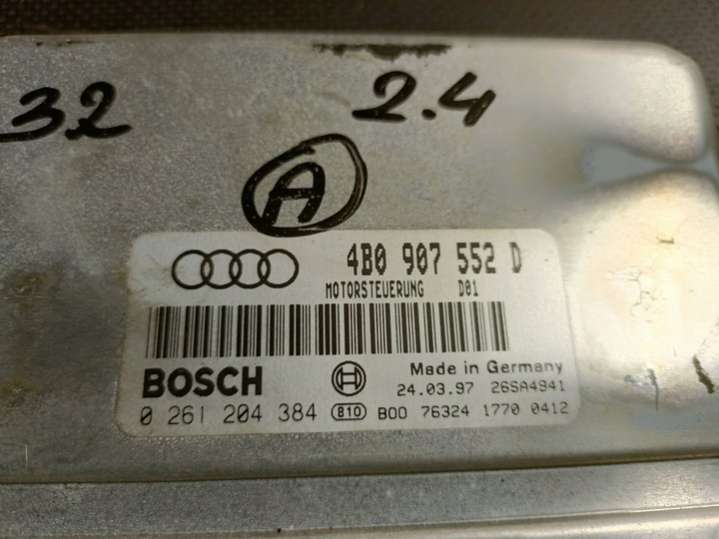 32 2.4
A
4B0 907 552 D
MOTORSTEUERUNG D01
BOSCH Made in Germany
24.03.97 26SA4941
0 261 204 384 810 B00 76324 1770 0412